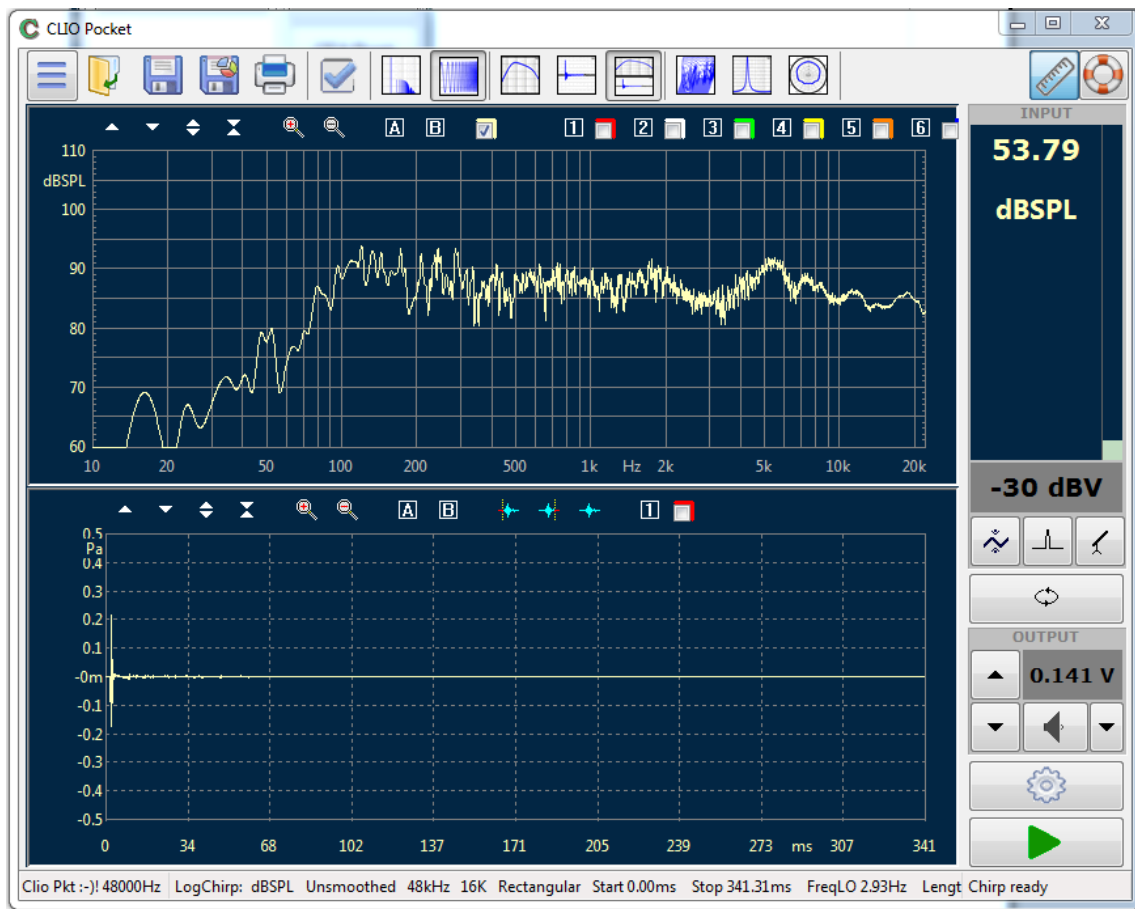 CLIO Pocket
INPUT
53.79
dBSPL
-30 dBV
OUTPUT
0.141 V
A B 1 2 3 4 5 6
110
dBSPL
100
90
80
70
60
10 20 50 100 200 500 1k Hz 2k 5k 10k 20k
A B 1
0.5
Pa
0.4
0.3
0.2
0.1
-0m
-0.1
-0.2
-0.3
-0.4
-0.5
0 34 68 102 137 171 205 239 273 ms 307 341
Clio Pkt :-)! 48000Hz LogChirp: dBSPL Unsmoothed 48kHz 16K Rectangular Start 0.00ms Stop 341.31ms FreqLO 2.93Hz Lengt Chirp ready